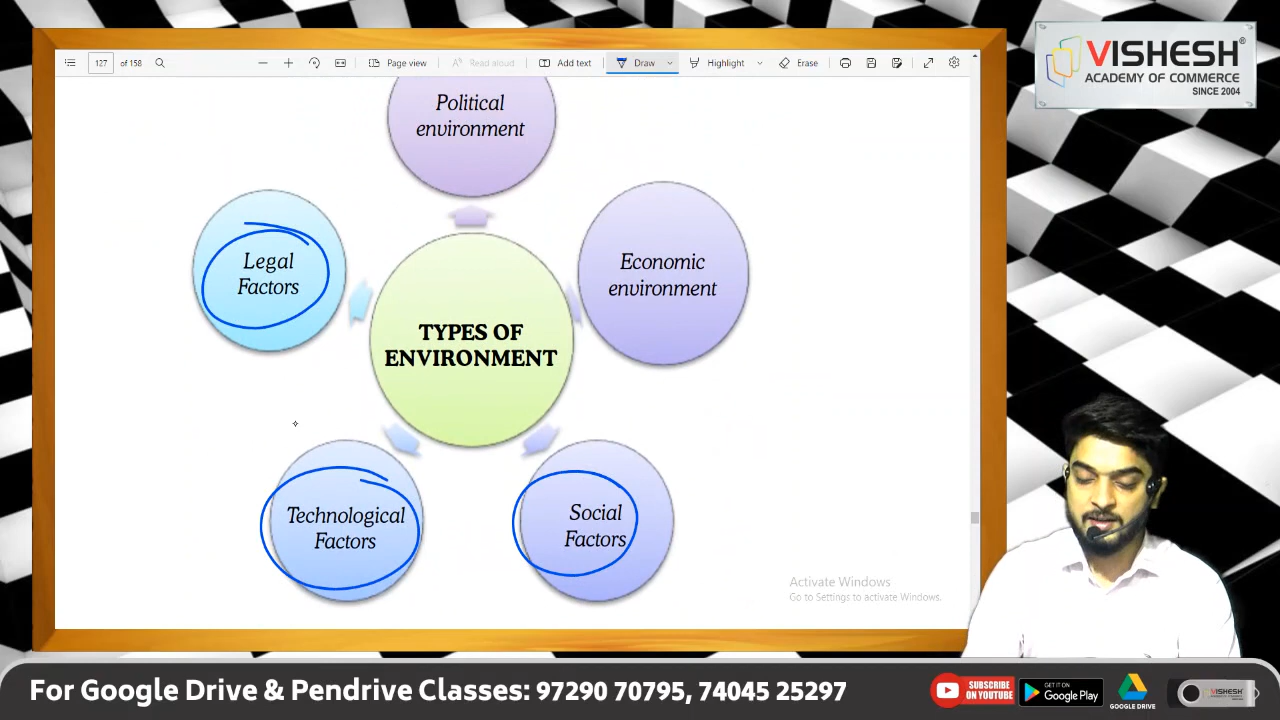 127 of 158 Page view Read aloud Add text Draw Highlight Erase
VISHESH®
ACADEMY OF COMMERCE
SINCE 2004
Political
environment
Legal
Factors
Economic
environment
TYPES OF
ENVIRONMENT
Technological
Factors
Social
Factors
Activate Windows
Go to Settings to activate Windows.
For Google Drive & Pendrive Classes: 97290 70795, 74045 25297
SUBSCRIBE
ON YOUTUBE
GET IT ON
Google Play
GOOGLE DRIVE
VISHESH